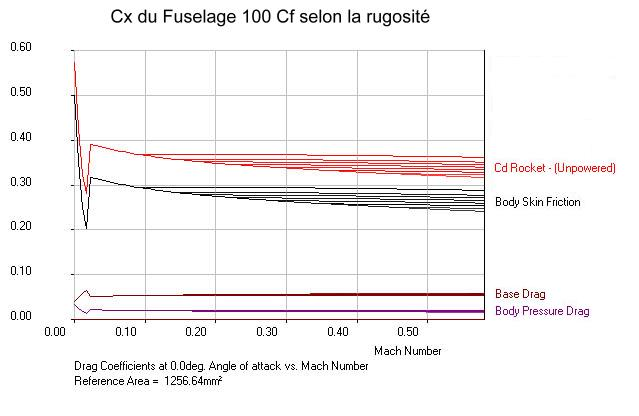 Cx du Fuselage 100 Cf selon la rugosité
0.60
0.50
0.40
0.30
0.20
0.10
0.00
Cd Rocket - (Unpowered)
Body Skin Friction
Base Drag
Body Pressure Drag
0.00 0.10 0.20 0.30 0.40 0.50
Mach Number
Drag Coefficients at 0.0deg. Angle of attack vs. Mach Number
Reference Area = 1256.64mm²